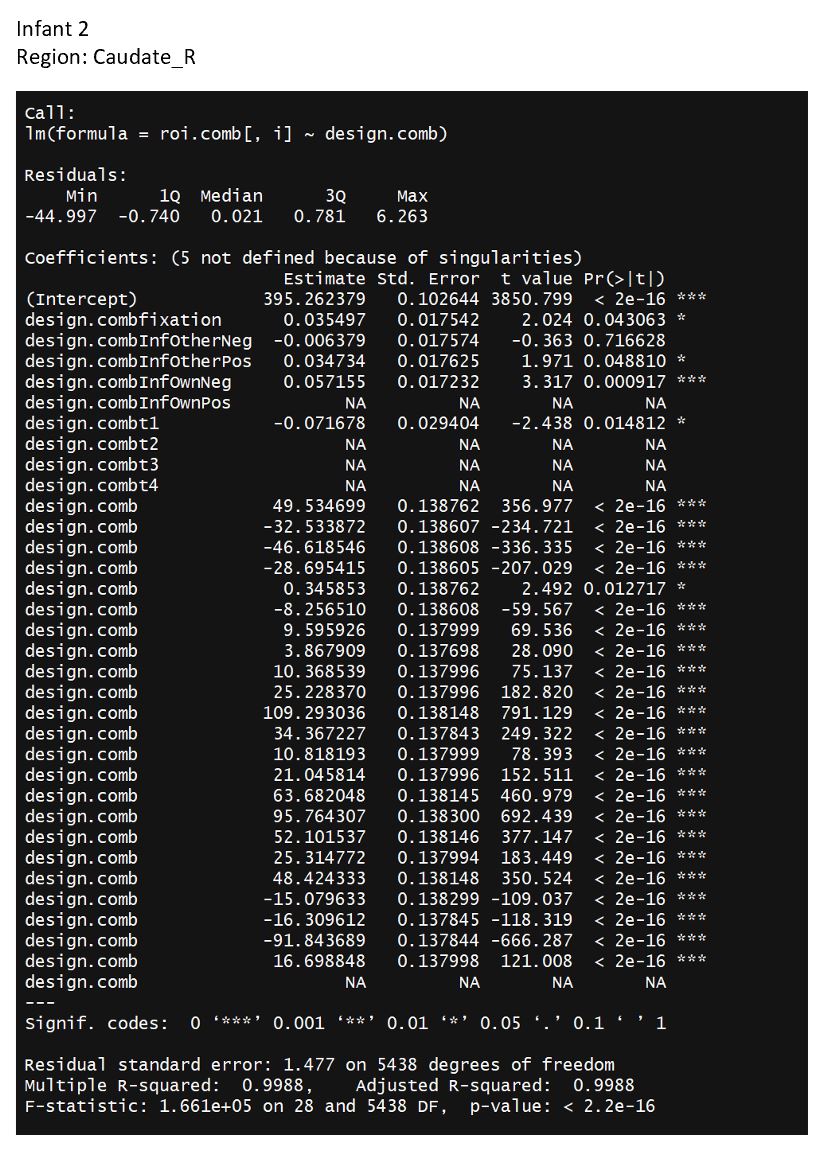 Infant 2
Region: Caudate_R
Call:
lm(formula = roi.comb[, i] ~ design.comb)
Residuals:
    Min      1Q  Median      3Q     Max
-44.997  -0.740   0.021   0.781   6.263
Coefficients: (5 not defined because of singularities)
                         Estimate Std. Error  t value Pr(>|t|)
(Intercept)            395.262379   0.102644 3850.799  < 2e-16 ***
design.combfixation      0.035497   0.017542    2.024 0.043063 *
design.combInfOtherNeg  -0.006379   0.017574   -0.363 0.716628
design.combInfOtherPos   0.034734   0.017625    1.971 0.048810 *
design.combInfOwnNeg     0.057155   0.017232    3.317 0.000917 ***
design.combInfOwnPos           NA         NA       NA       NA
design.combt1           -0.071678   0.029404   -2.438 0.014812 *
design.combt2                  NA         NA       NA       NA
design.combt3                  NA         NA       NA       NA
design.combt4                  NA         NA       NA       NA
design.comb             49.534699   0.138762  356.977  < 2e-16 ***
design.comb            -32.533872   0.138607 -234.721  < 2e-16 ***
design.comb            -46.618546   0.138608 -336.335  < 2e-16 ***
design.comb            -28.695415   0.138605 -207.029  < 2e-16 ***
design.comb              0.345853   0.138762    2.492 0.012717 *
design.comb             -8.256510   0.138608  -59.567  < 2e-16 ***
design.comb              9.595926   0.137999   69.536  < 2e-16 ***
design.comb              3.867909   0.137698   28.090  < 2e-16 ***
design.comb             10.368539   0.137996   75.137  < 2e-16 ***
design.comb             25.228370   0.137996  182.820  < 2e-16 ***
design.comb            109.293036   0.138148  791.129  < 2e-16 ***
design.comb             34.367227   0.137843  249.322  < 2e-16 ***
design.comb             10.818193   0.137999   78.393  < 2e-16 ***
design.comb             21.045814   0.137996  152.511  < 2e-16 ***
design.comb             63.682048   0.138145  460.979  < 2e-16 ***
design.comb             95.764307   0.138300  692.439  < 2e-16 ***
design.comb             52.101537   0.138146  377.147  < 2e-16 ***
design.comb             25.314772   0.137994  183.449  < 2e-16 ***
design.comb             48.424333   0.138148  350.524  < 2e-16 ***
design.comb            -15.079633   0.138299 -109.037  < 2e-16 ***
design.comb            -16.309612   0.137845 -118.319  < 2e-16 ***
design.comb            -91.843689   0.137844 -666.287  < 2e-16 ***
design.comb             16.698848   0.137998  121.008  < 2e-16 ***
design.comb                    NA         NA       NA       NA
---
Signif. codes:  0 ‘***’ 0.001 ‘**’ 0.01 ‘*’ 0.05 ‘.’ 0.1 ‘ ’ 1
Residual standard error: 1.477 on 5438 degrees of freedom
Multiple R-squared:  0.9988,	Adjusted R-squared:  0.9988
F-statistic: 1.661e+05 on 28 and 5438 DF,  p-value: < 2.2e-16